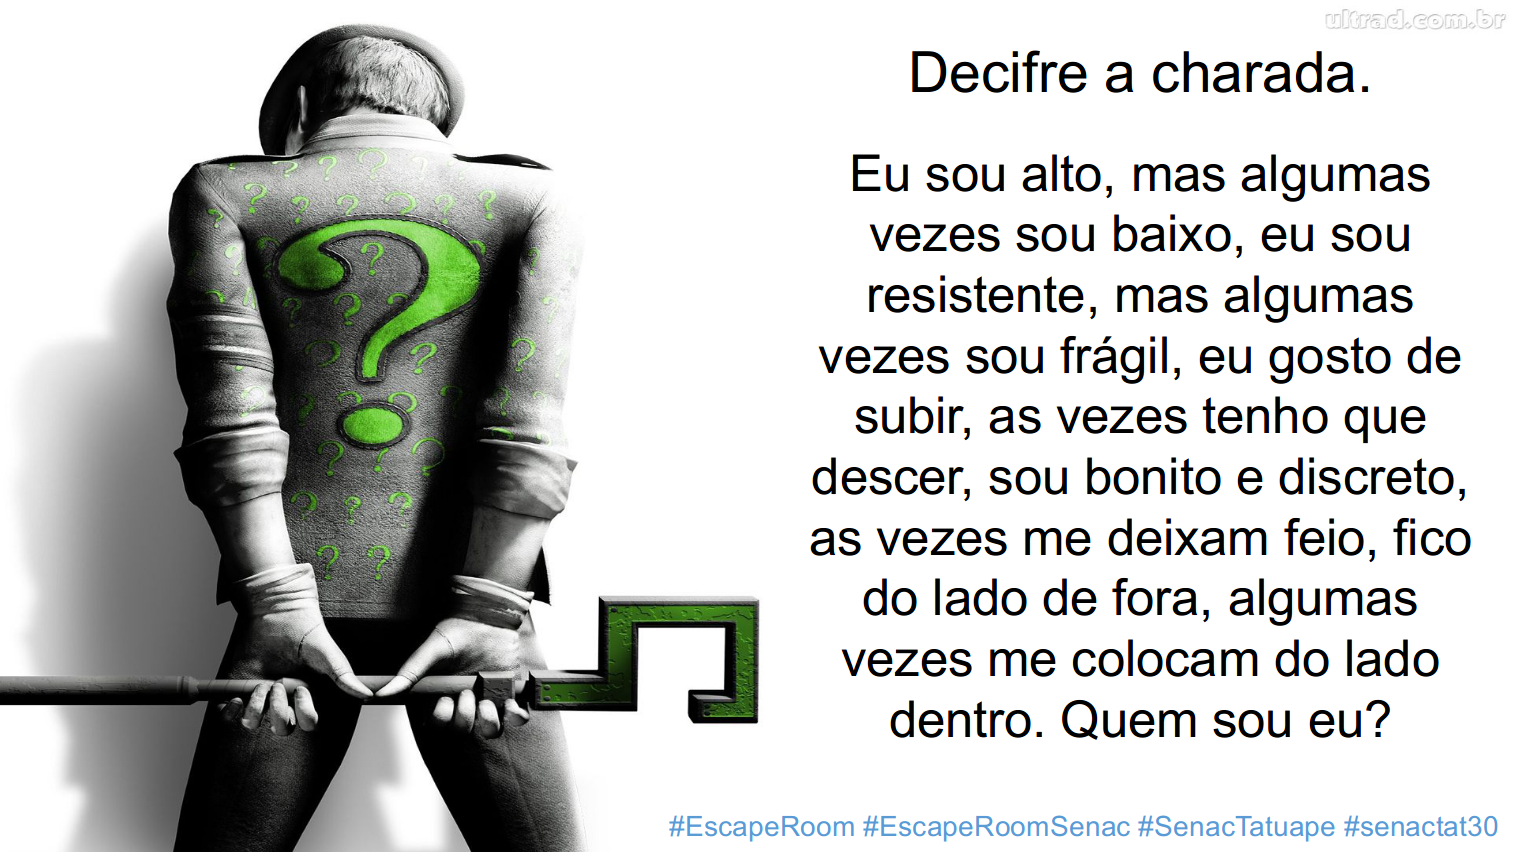 ultrad.com.br
Decifre a charada.
Eu sou alto, mas algumas
vezes sou baixo, eu sou
resistente, mas algumas
vezes sou frágil, eu gosto de
subir, as vezes tenho que
descer, sou bonito e discreto,
as vezes me deixam feio, fico
do lado de fora, algumas
vezes me colocam do lado
dentro. Quem sou eu?
#EscapeRoom #EscapeRoomSenac #SenacTatuape #senactat30